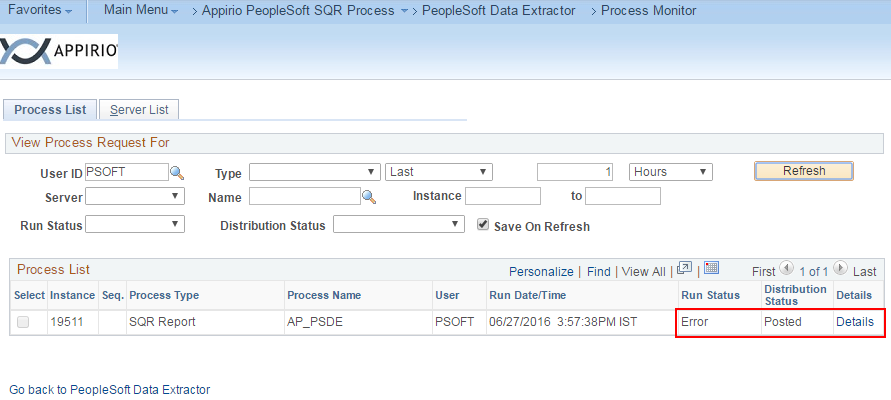 Favorites Main Menu > Appirio PeopleSoft SQR Process > PeopleSoft Data Extractor > Process Monitor
APPIRIO
Process List Server List
View Process Request For
User ID PSOFT Type Last 1 Hours Refresh
Server Name Instance to
Run Status Distribution Status Save On Refresh
Process List Personalize | Find | View All | | First 1 of 1 Last
Select Instance Seq. Process Type Process Name User Run Date/Time Run Status Distribution Status Details
19511 SQR Report AP_PSDE PSOFT 06/27/2016 3:57:38PM IST Error Posted Details
Go back to PeopleSoft Data Extractor